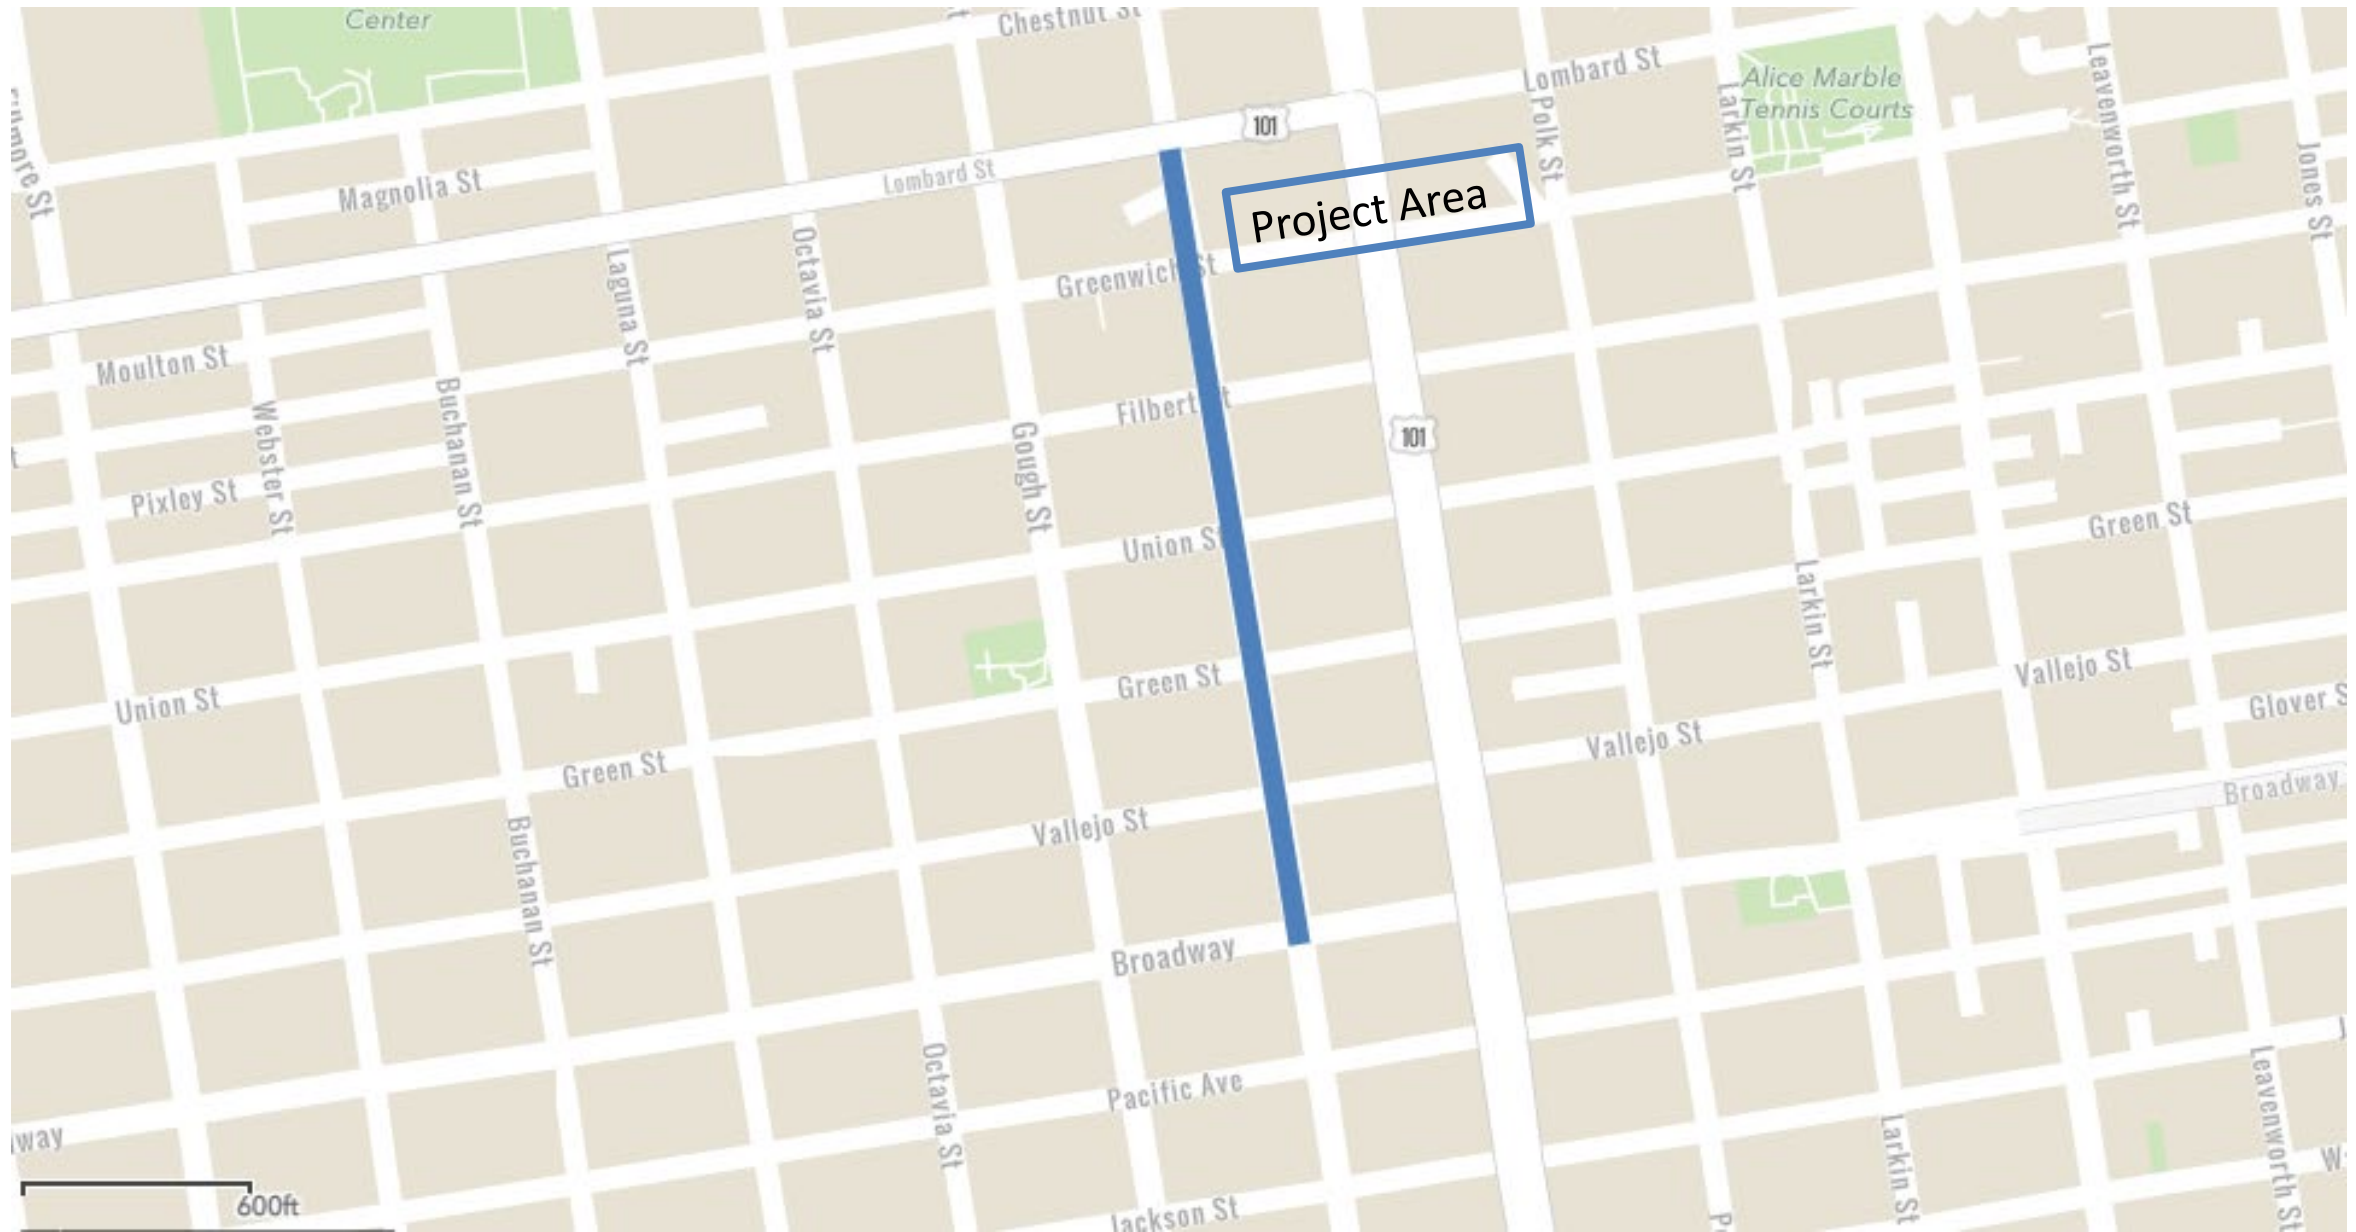 Center
Chestnut St
Lombard St
Alice Marble
Tennis Courts
Leavenworth St
Polk St
Larkin St
Jones St
101
Magnolia St
Lombard St
Project Area
Octavia St
Laguna St
Greenwich St
Moulton St
Buchanan St
Webster St
Filbert St
Gough St
101
Pixley St
Union St
Green St
Larkin St
Union St
Green St
Vallejo St
Glover S
Green St
Vallejo St
Broadway
Vallejo St
Buchanan St
Broadway
Octavia St
Pacific Ave
Leavenworth St
way
Larkin St
600ft
Jackson St